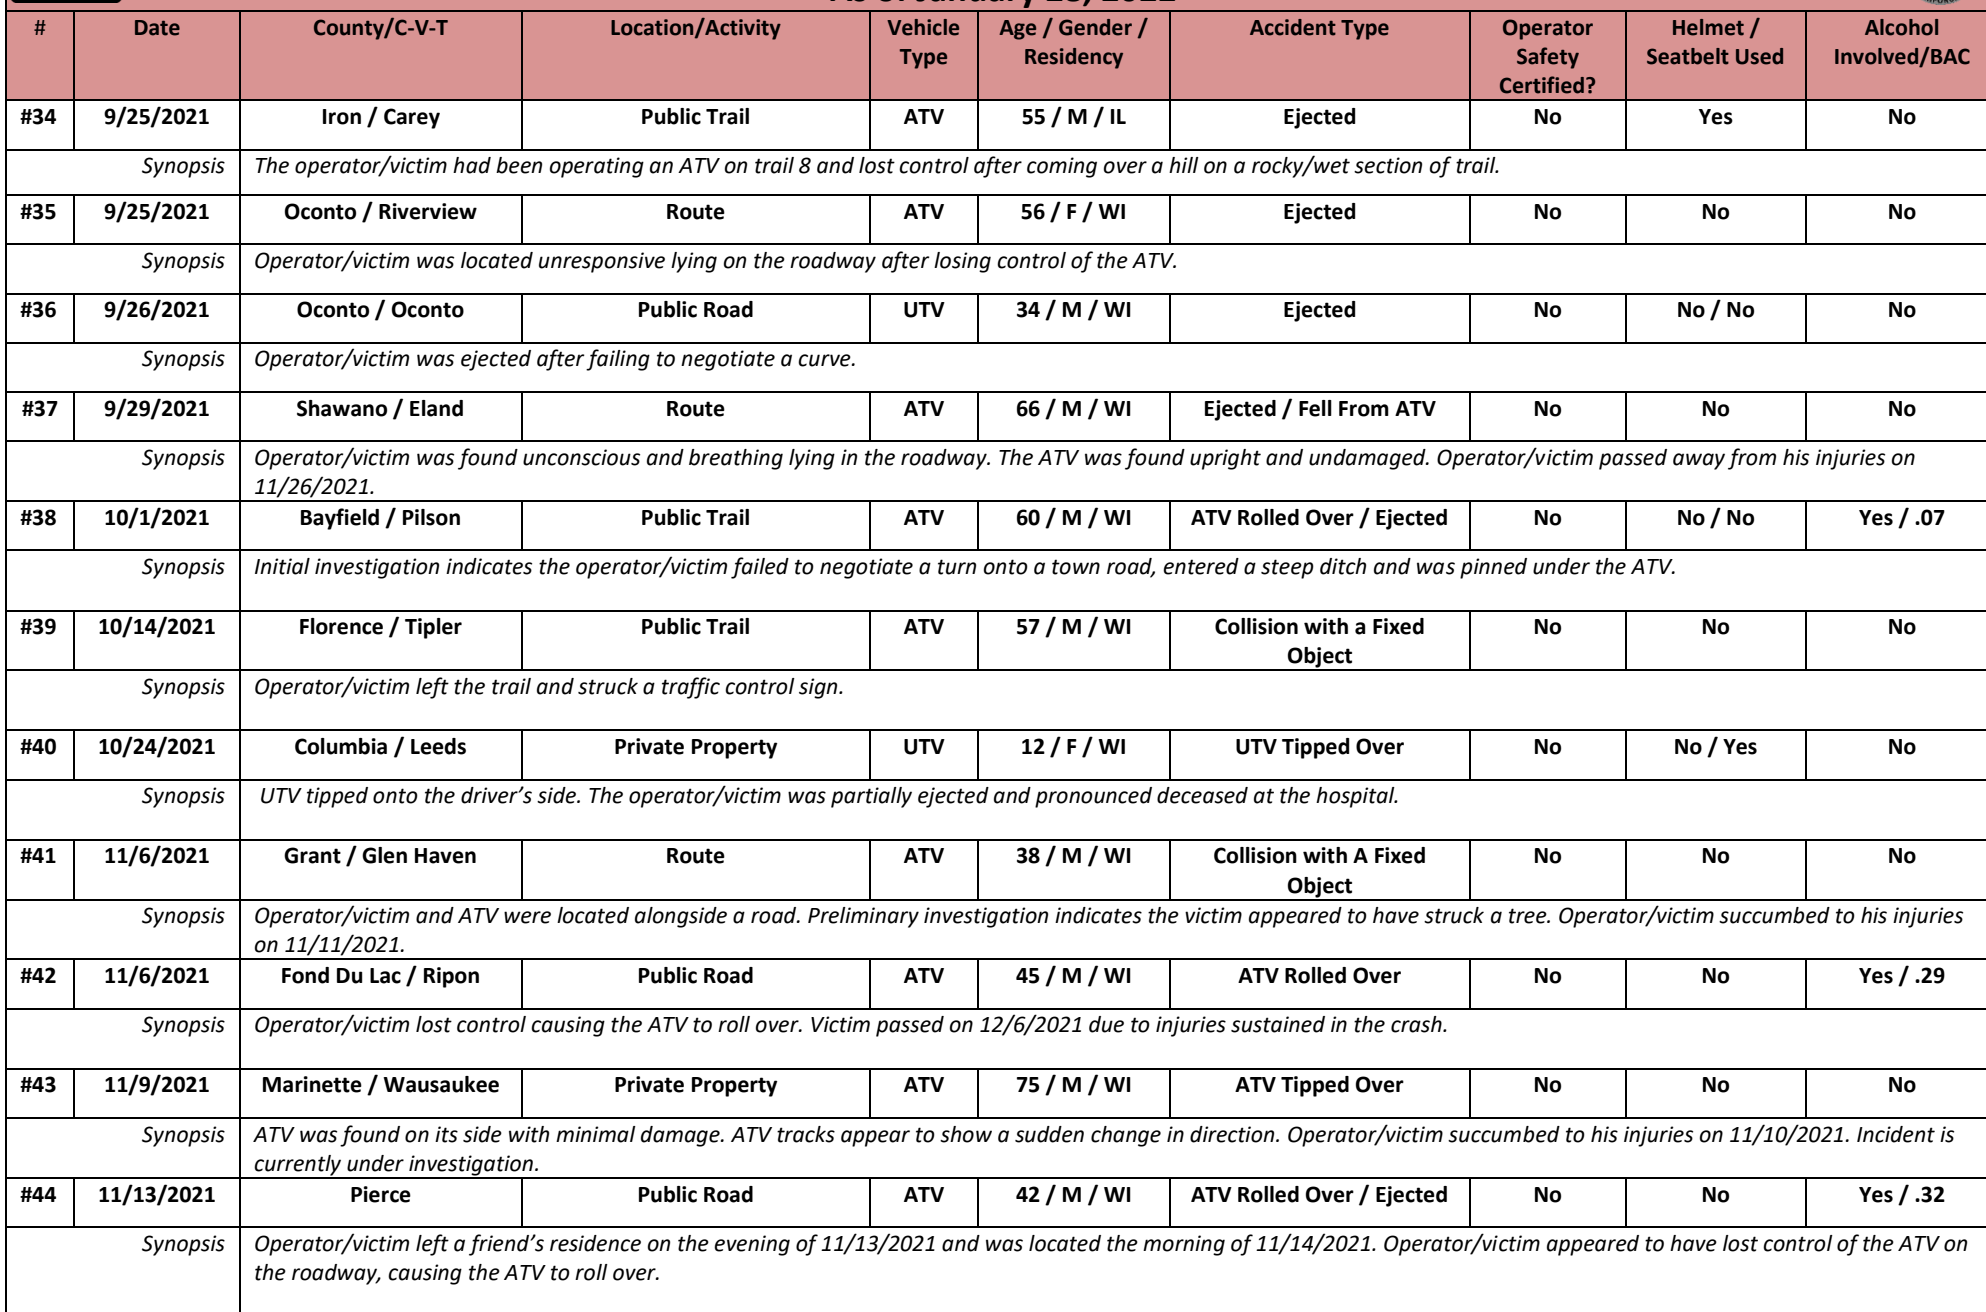 As of January 28, 2022
# Date County/C-V-T Location/Activity Vehicle Type Age / Gender / Residency Accident Type Operator Safety Certified? Helmet / Seatbelt Used Alcohol Involved/BAC
#34 9/25/2021 Iron / Carey Public Trail ATV 55 / M / IL Ejected No Yes No
Synopsis The operator/victim had been operating an ATV on trail 8 and lost control after coming over a hill on a rocky/wet section of trail.
#35 9/25/2021 Oconto / Riverview Route ATV 56 / F / WI Ejected No No No
Synopsis Operator/victim was located unresponsive lying on the roadway after losing control of the ATV.
#36 9/26/2021 Oconto / Oconto Public Road UTV 34 / M / WI Ejected No No / No No
Synopsis Operator/victim was ejected after failing to negotiate a curve.
#37 9/29/2021 Shawano / Eland Route ATV 66 / M / WI Ejected / Fell From ATV No No No
Synopsis Operator/victim was found unconscious and breathing lying in the roadway. The ATV was found upright and undamaged. Operator/victim passed away from his injuries on
11/26/2021.
#38 10/1/2021 Bayfield / Pilson Public Trail ATV 60 / M / WI ATV Rolled Over / Ejected No No / No Yes / .07
Synopsis Initial investigation indicates the operator/victim failed to negotiate a turn onto a town road, entered a steep ditch and was pinned under the ATV.
#39 10/14/2021 Florence / Tipler Public Trail ATV 57 / M / WI Collision with a Fixed Object No No No
Synopsis Operator/victim left the trail and struck a traffic control sign.
#40 10/24/2021 Columbia / Leeds Private Property UTV 12 / F / WI UTV Tipped Over No No / Yes No
Synopsis UTV tipped onto the driver’s side. The operator/victim was partially ejected and pronounced deceased at the hospital.
#41 11/6/2021 Grant / Glen Haven Route ATV 38 / M / WI Collision with A Fixed Object No No No
Synopsis Operator/victim and ATV were located alongside a road. Preliminary investigation indicates the victim appeared to have struck a tree. Operator/victim succumbed to his injuries
on 11/11/2021.
#42 11/6/2021 Fond Du Lac / Ripon Public Road ATV 45 / M / WI ATV Rolled Over No No Yes / .29
Synopsis Operator/victim lost control causing the ATV to roll over. Victim passed on 12/6/2021 due to injuries sustained in the crash.
#43 11/9/2021 Marinette / Wausaukee Private Property ATV 75 / M / WI ATV Tipped Over No No No
Synopsis ATV was found on its side with minimal damage. ATV tracks appear to show a sudden change in direction. Operator/victim succumbed to his injuries on 11/10/2021. Incident is
currently under investigation.
#44 11/13/2021 Pierce Public Road ATV 42 / M / WI ATV Rolled Over / Ejected No No Yes / .32
Synopsis Operator/victim left a friend’s residence on the evening of 11/13/2021 and was located the morning of 11/14/2021. Operator/victim appeared to have lost control of the ATV on
the roadway, causing the ATV to roll over.